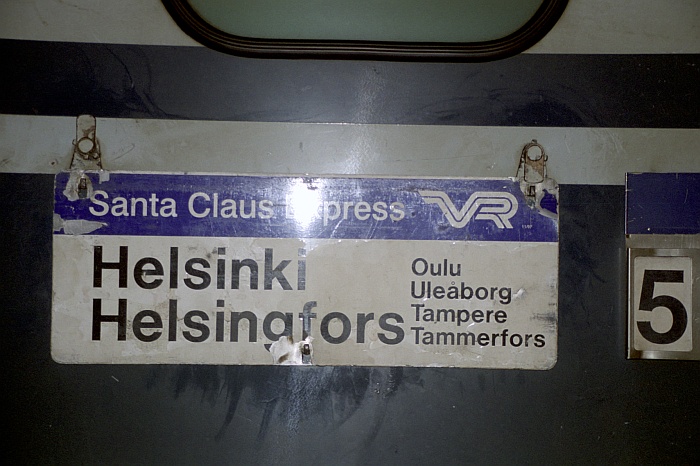 Santa Claus Express VR
Helsinki
Helsingfors
Oulu
Uleåborg
Tampere
Tammerfors
5